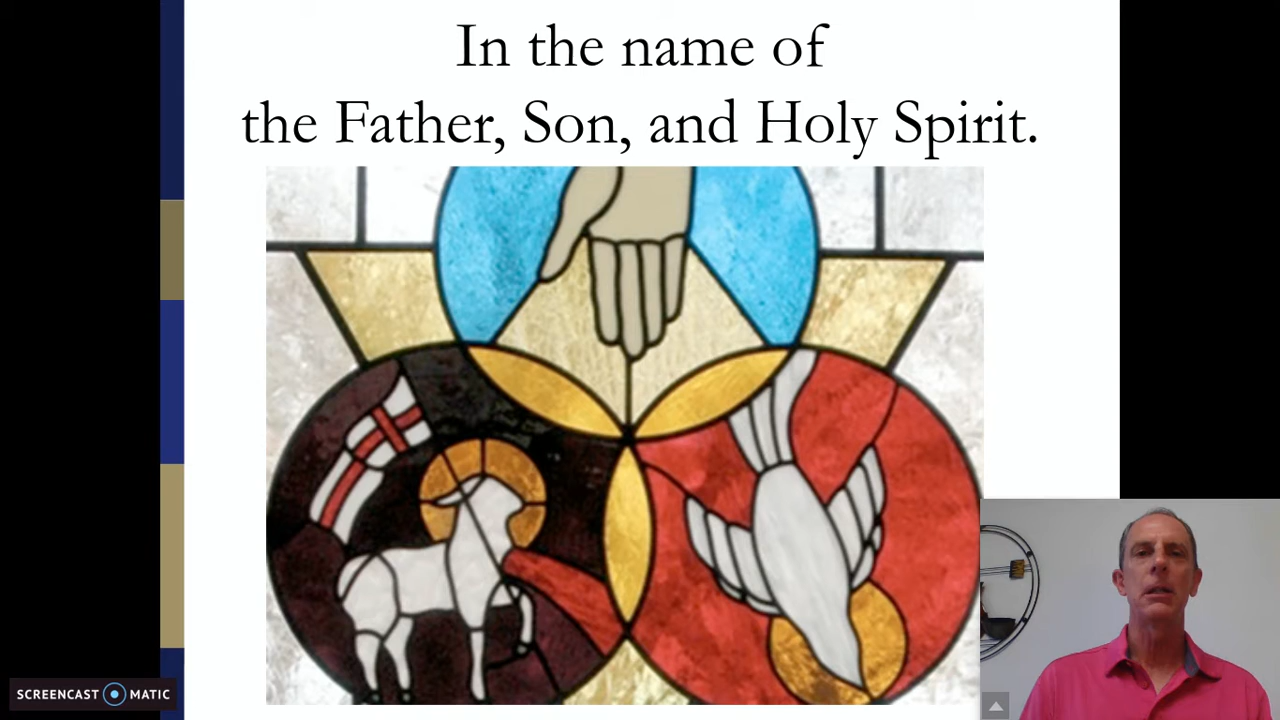 In the name of
the Father, Son, and Holy Spirit.
SCREENCAST MATIC